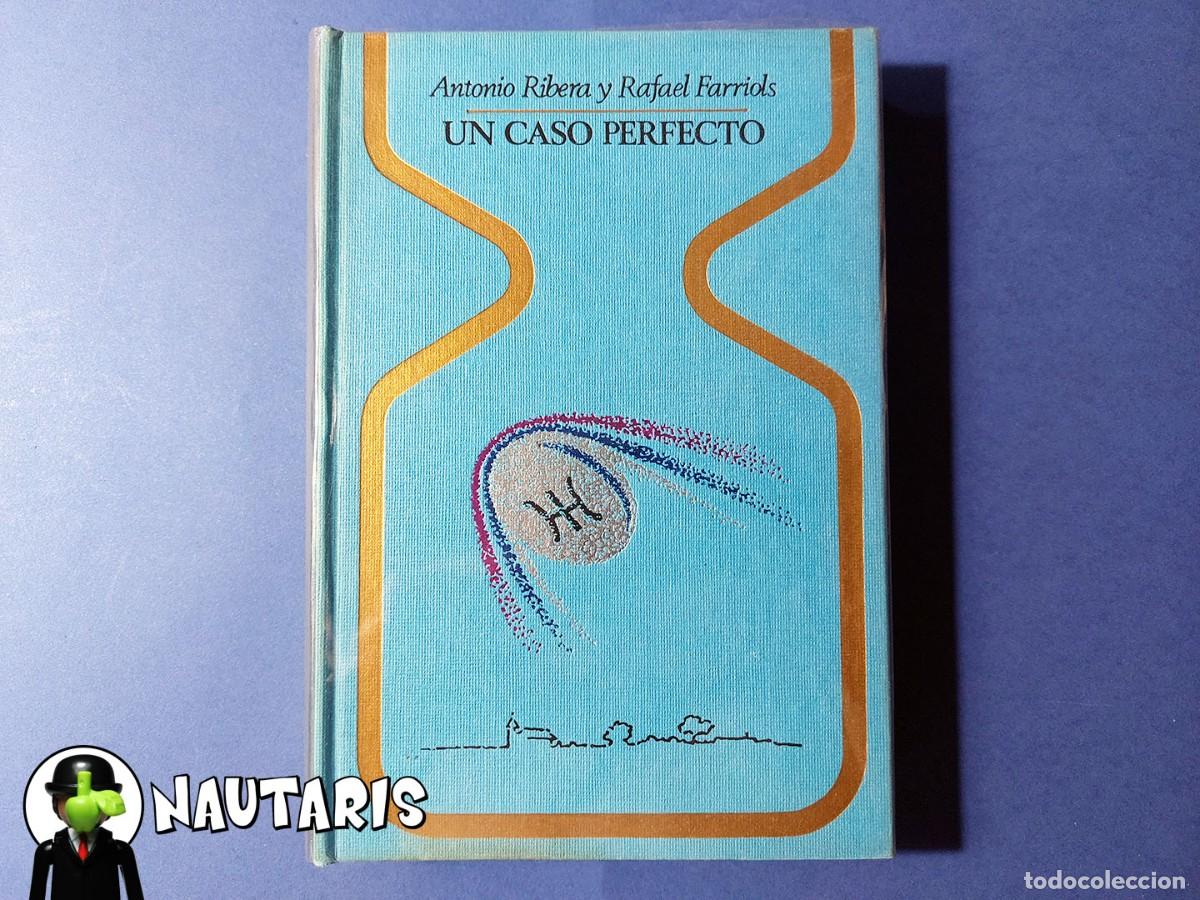 Antonio Ribera y Rafael Farriols
UN CASO PERFECTO
NAUTARIS
todocoleccion